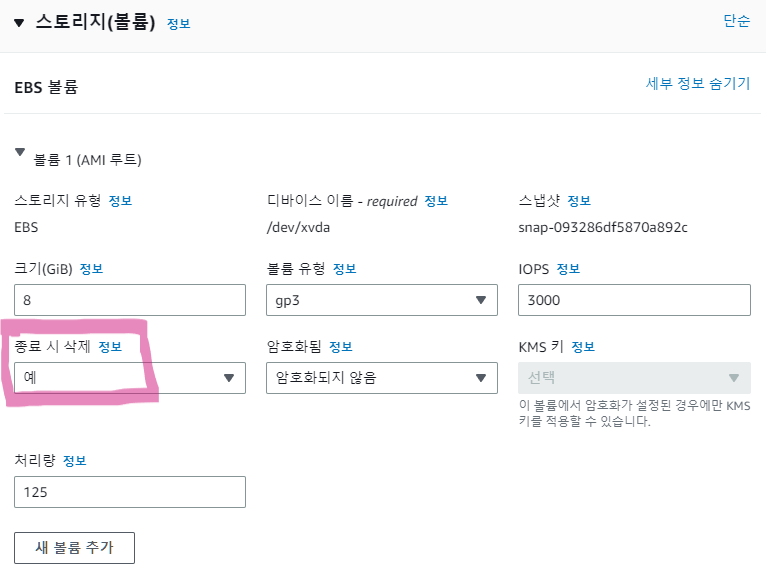 스토리지(볼륨) 정보 단순
EBS 볼륨 세부 정보 숨기기
볼륨 1 (AMI 루트)
스토리지 유형 정보 디바이스 이름 - required 정보 스냅샷 정보
EBS /dev/xvda snap-093286df5870a892c
크기(GiB) 정보 볼륨 유형 정보 IOPS 정보
8 gp3 3000
종료 시 삭제 정보 암호화됨 정보 KMS 키 정보
예 암호화되지 않음 선택
이 볼륨에서 암호화가 설정된 경우에만 KMS
키를 적용할 수 있습니다.
처리량 정보
125
새 볼륨 추가